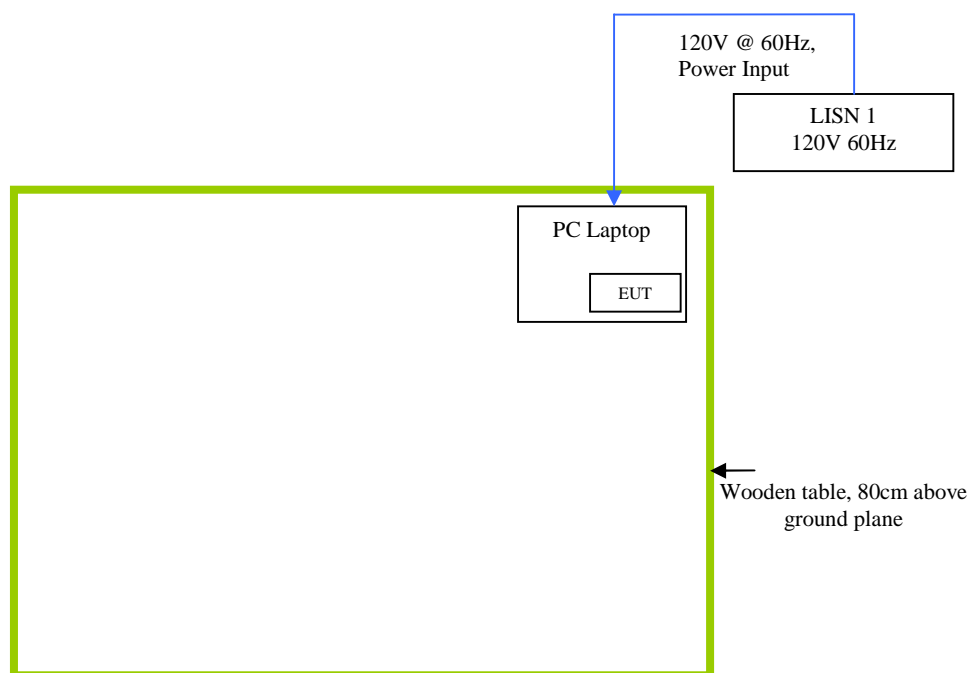 120V @ 60Hz,
Power Input
LISN 1
120V 60Hz
PC Laptop
EUT
Wooden table, 80cm above
ground plane